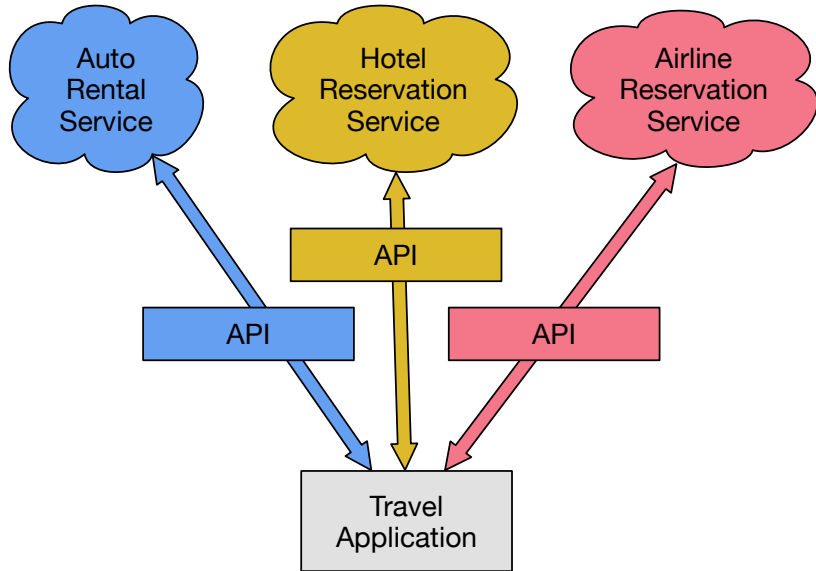 Auto
Rental
Service
Hotel
Reservation
Service
Airline
Reservation
Service
API
API
API
Travel
Application